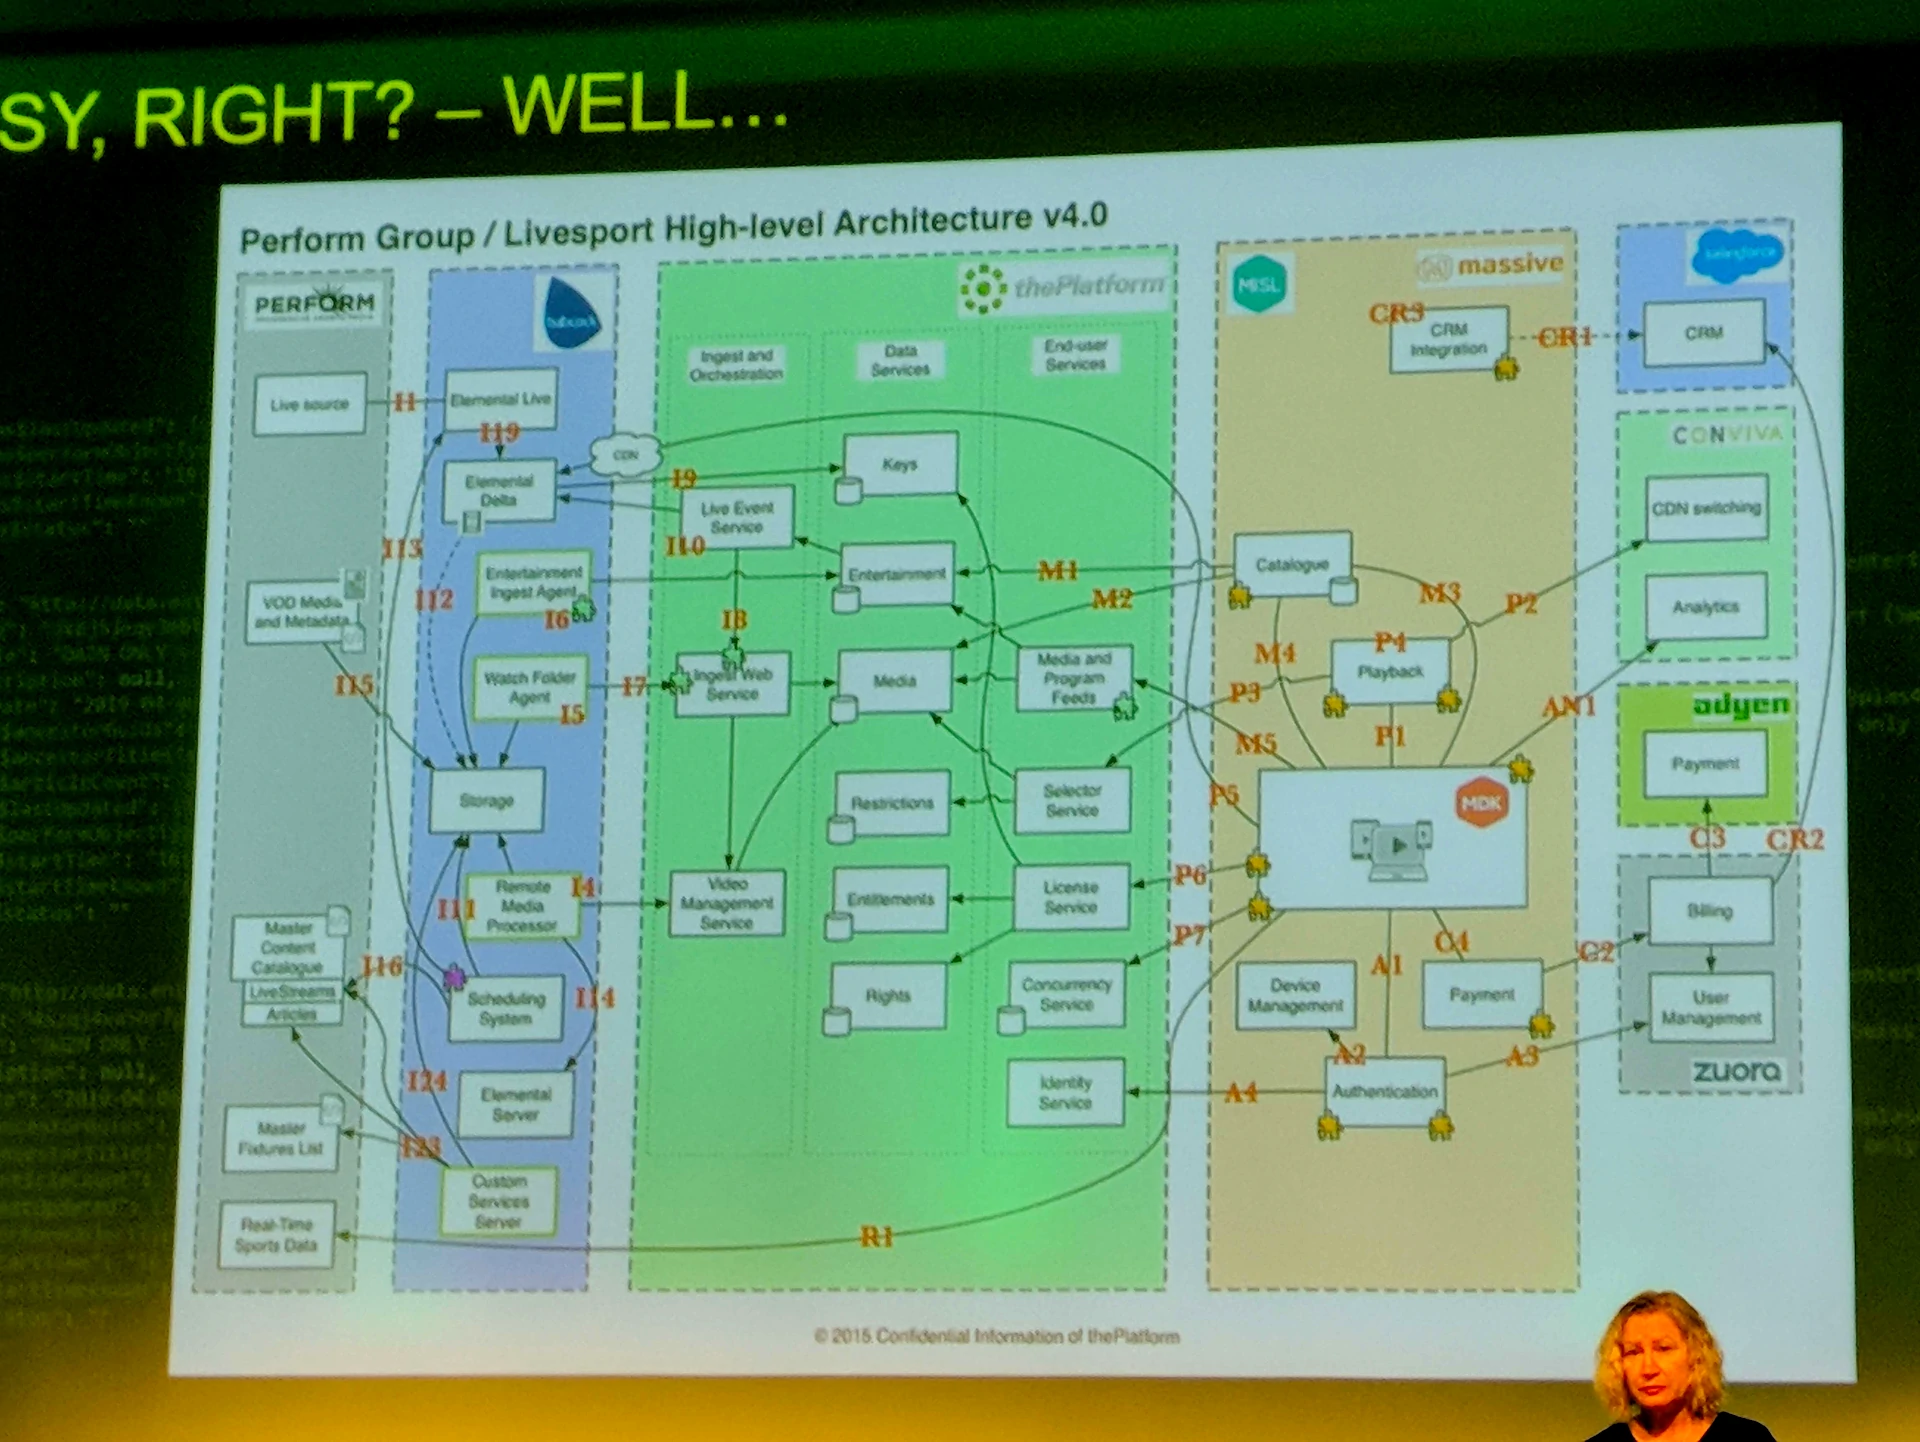 SY, RIGHT? – WELL...
Perform Group / Livesport High-level Architecture v4.0
PERFORM
Live source
VOD Media
and Metadata
Master
Content
Catalogue
LiveStreams
Articles
Master
Fixtures List
Real-Time
Sports Data
I1
I13
I15
I16
Elemental Live
I19
Elemental
Delta
CDN
I12
Entertainment
Ingest Agent
I6
Watch Folder
Agent
I5
Storage
Remote
Media
Processor
I4
I11
Scheduling
System
I14
I24
Elemental
Server
I23
Custom
Services
Server
thePlatform
Ingest and
Orchestration
Data
Services
End-user
Services
I9
Live Event
Service
I10
I8
I7
Ingest Web
Service
Video
Management
Service
Keys
Entertainment
Media
Restrictions
Entitlements
Rights
Media and
Program
Feeds
Selector
Service
License
Service
Concurrency
Service
Identity
Service
M1
M2
R1
MISL
massive
CR3
CRM
Integration
CR1
Catalogue
M3
P2
M4
P4
Playback
P3
P1
AN1
M5
P5
MDK
P6
P7
A1
C4
C2
Device
Management
Payment
A2
A3
Authentication
A4
salesforce
CRM
CONVIVA
CDN switching
Analytics
adyen
Payment
C3
CR2
Billing
User
Management
zuora
© 2015 Confidential Information of thePlatform